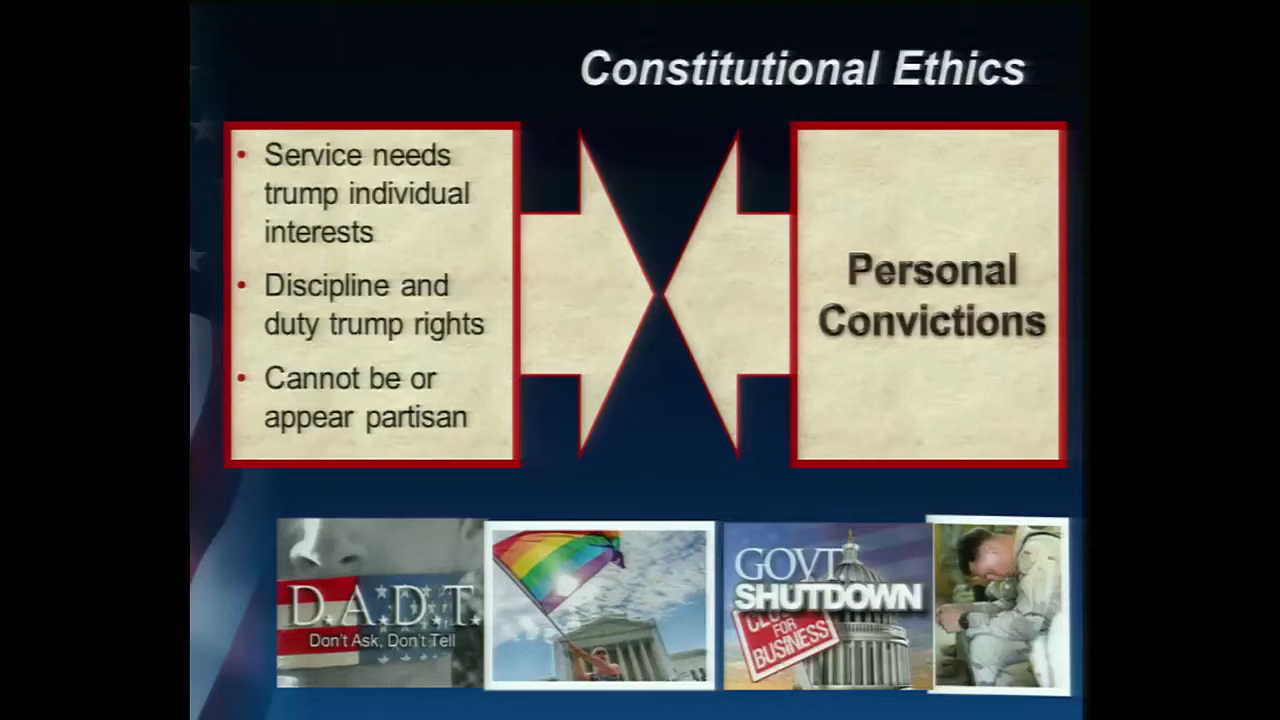 Constitutional Ethics
• Service needs
trump individual
interests
• Discipline and
duty trump rights
• Cannot be or
appear partisan
Personal
Convictions
D.A.D.T.
Don't Ask, Don't Tell
GOVT
SHUTDOWN
FOR
BUSINESS